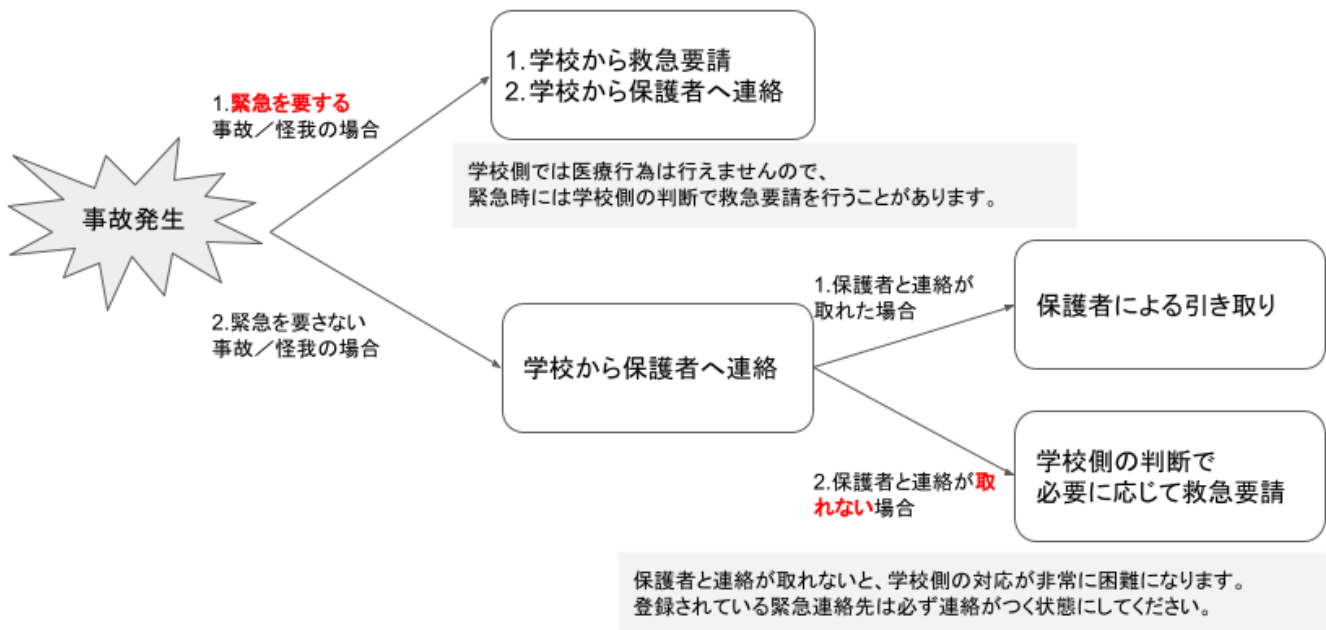 事故発生
1.緊急を要する
事故／怪我の場合
1.学校から救急要請
2.学校から保護者へ連絡
学校側では医療行為は行えませんので、
緊急時には学校側の判断で救急要請を行うことがあります。
2.緊急を要さない
事故／怪我の場合
学校から保護者へ連絡
1.保護者と連絡が
取れた場合
保護者による引き取り
2.保護者と連絡が取
れない場合
学校側の判断で
必要に応じて救急要請
保護者と連絡が取れないと、学校側の対応が非常に困難になります。
登録されている緊急連絡先は必ず連絡がつく状態にしてください。